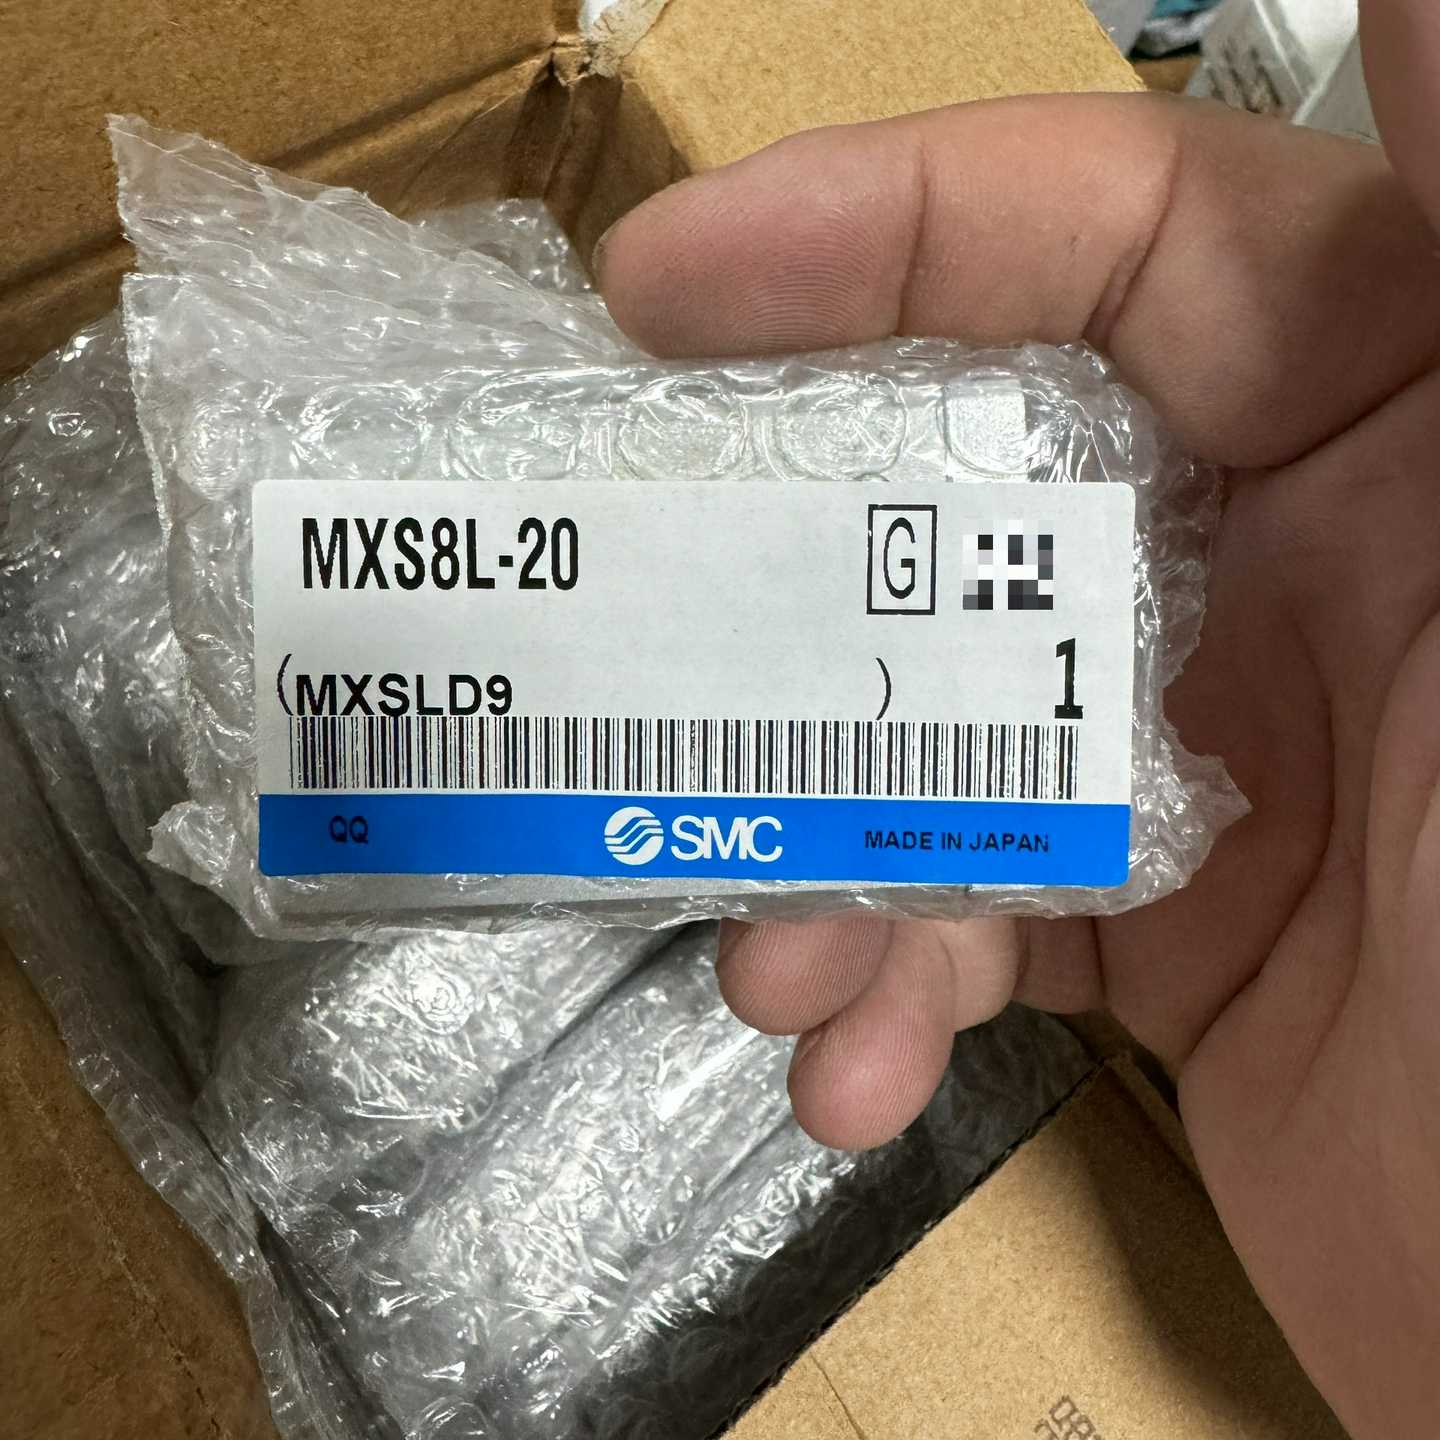 MXS8L-20 G
(MXSLD9 ) 1
QQ SMC MADE IN JAPAN